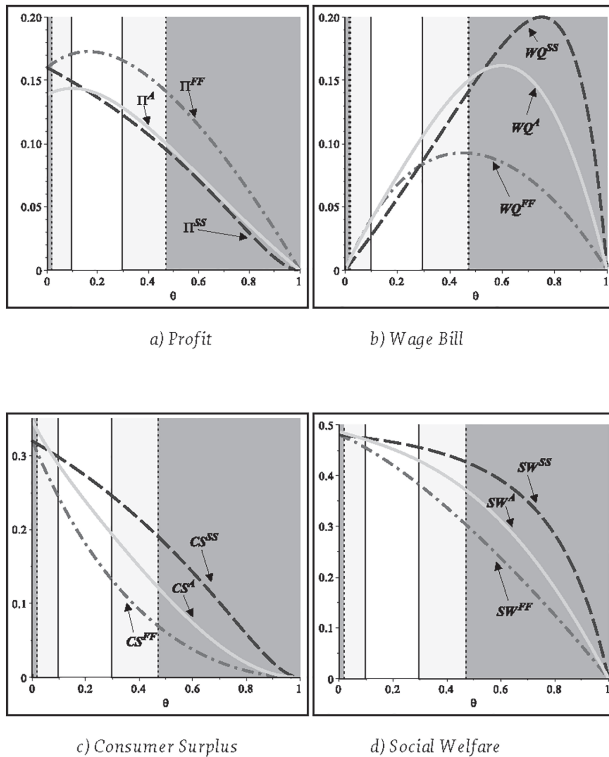 0.20
0.15
0.10
0.05
0
0 0.2 0.4 0.6 0.8 1
θ
Π^A
Π^FF
Π^SS
a) Profit
0.20
0.15
0.10
0.05
0
0 0.2 0.4 0.6 0.8 1
θ
WQ^SS
WQ^A
WQ^FF
b) Wage Bill
0.3
0.2
0.1
0
0 0.2 0.4 0.6 0.8 1
θ
CS^SS
CS^A
CS^FF
c) Consumer Surplus
0.5
0.4
0.3
0.2
0.1
0
0 0.2 0.4 0.6 0.8 1
θ
SW^SS
SW^A
SW^FF
d) Social Welfare